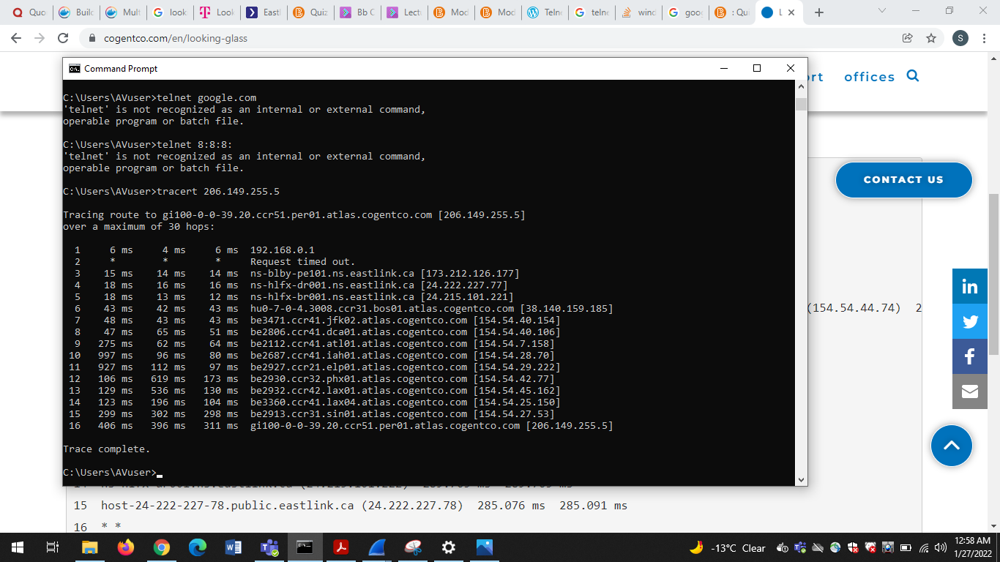 Quo
Build
Mult
look
Look
Eastl
Quiz
Bb C
Lect
Mod
Mod
Telne
telne
wind
goog
: Qui
L
cogentco.com/en/looking-glass
S
offices
Command Prompt
C:\Users\AVuser>telnet google.com
'telnet' is not recognized as an internal or external command,
operable program or batch file.
C:\Users\AVuser>telnet 8:8:8:
'telnet' is not recognized as an internal or external command,
operable program or batch file.
C:\Users\AVuser>tracert 206.149.255.5
Tracing route to gi100-0-0-39.20.ccr51.per01.atlas.cogentco.com [206.149.255.5]
over a maximum of 30 hops:
1 6 ms 4 ms 6 ms 192.168.0.1
2 * * * Request timed out.
3 15 ms 14 ms 14 ms ns-blby-pe101.ns.eastlink.ca [173.212.126.177]
4 18 ms 16 ms 16 ms ns-hlfx-dr001.ns.eastlink.ca [24.222.227.77]
5 18 ms 13 ms 12 ms ns-hlfx-br001.ns.eastlink.ca [24.215.101.221]
6 43 ms 42 ms 43 ms hu0-7-0-4.3008.ccr31.bos01.atlas.cogentco.com [38.140.159.185]
7 48 ms 43 ms 43 ms be3471.ccr41.jfk02.atlas.cogentco.com [154.54.40.154]
8 47 ms 65 ms 51 ms be2806.ccr41.dca01.atlas.cogentco.com [154.54.40.106]
9 275 ms 62 ms 64 ms be2112.ccr41.atl01.atlas.cogentco.com [154.54.7.158]
10 997 ms 96 ms 80 ms be2687.ccr41.iah01.atlas.cogentco.com [154.54.28.70]
11 927 ms 112 ms 97 ms be2927.ccr21.elp01.atlas.cogentco.com [154.54.29.222]
12 106 ms 619 ms 173 ms be2930.ccr32.phx01.atlas.cogentco.com [154.54.42.77]
13 129 ms 536 ms 130 ms be2932.ccr42.lax01.atlas.cogentco.com [154.54.45.162]
14 123 ms 196 ms 104 ms be3360.ccr41.lax04.atlas.cogentco.com [154.54.25.150]
15 299 ms 302 ms 298 ms be2913.ccr31.sin01.atlas.cogentco.com [154.54.27.53]
16 406 ms 396 ms 311 ms gi100-0-0-39.20.ccr51.per01.atlas.cogentco.com [206.149.255.5]
Trace complete.
C:\Users\AVuser>
CONTACT US
(154.54.44.74) 2
15 host-24-222-227-78.public.eastlink.ca (24.222.227.78) 285.076 ms 285.091 ms
16 * *
-13°C Clear
12:58 AM
1/27/2022